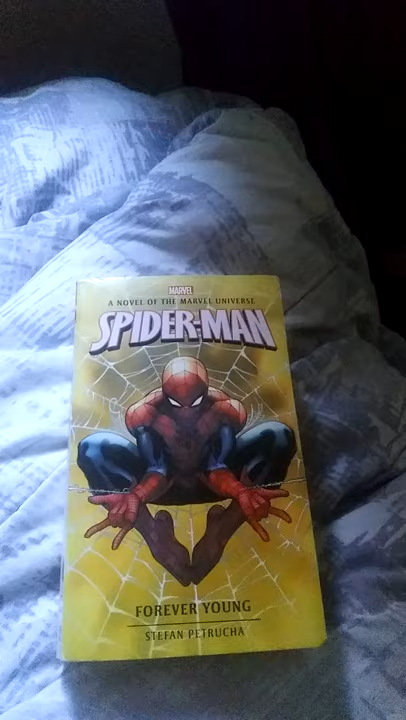 MARVEL
A NOVEL OF THE MARVEL UNIVERSE
SPIDER-MAN
FOREVER YOUNG
STEFAN PETRUCHA